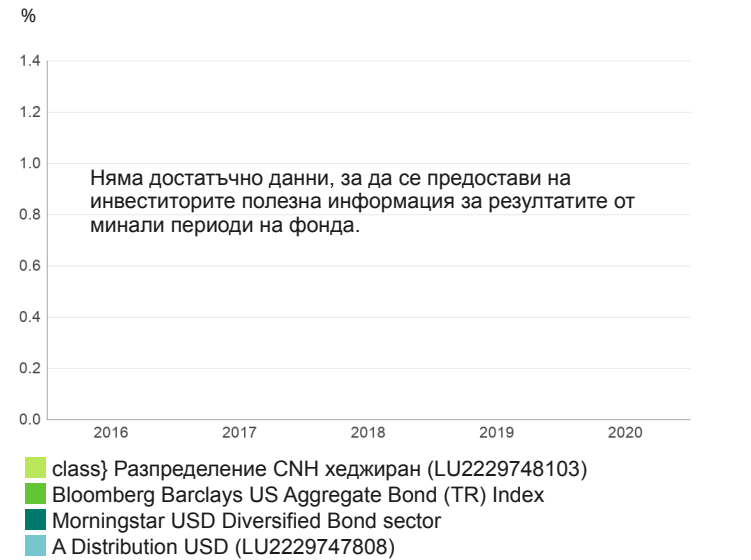 %
1.4
1.2
1.0
Няма достатъчно данни, за да се предостави на
инвеститорите полезна информация за резултатите от
минали периоди на фонда.
0.8
0.6
0.4
0.2
0.0
2016 2017 2018 2019 2020
class} Разпределение CNH хеджиран (LU2229748103)
Bloomberg Barclays US Aggregate Bond (TR) Index
Morningstar USD Diversified Bond sector
A Distribution USD (LU2229747808)